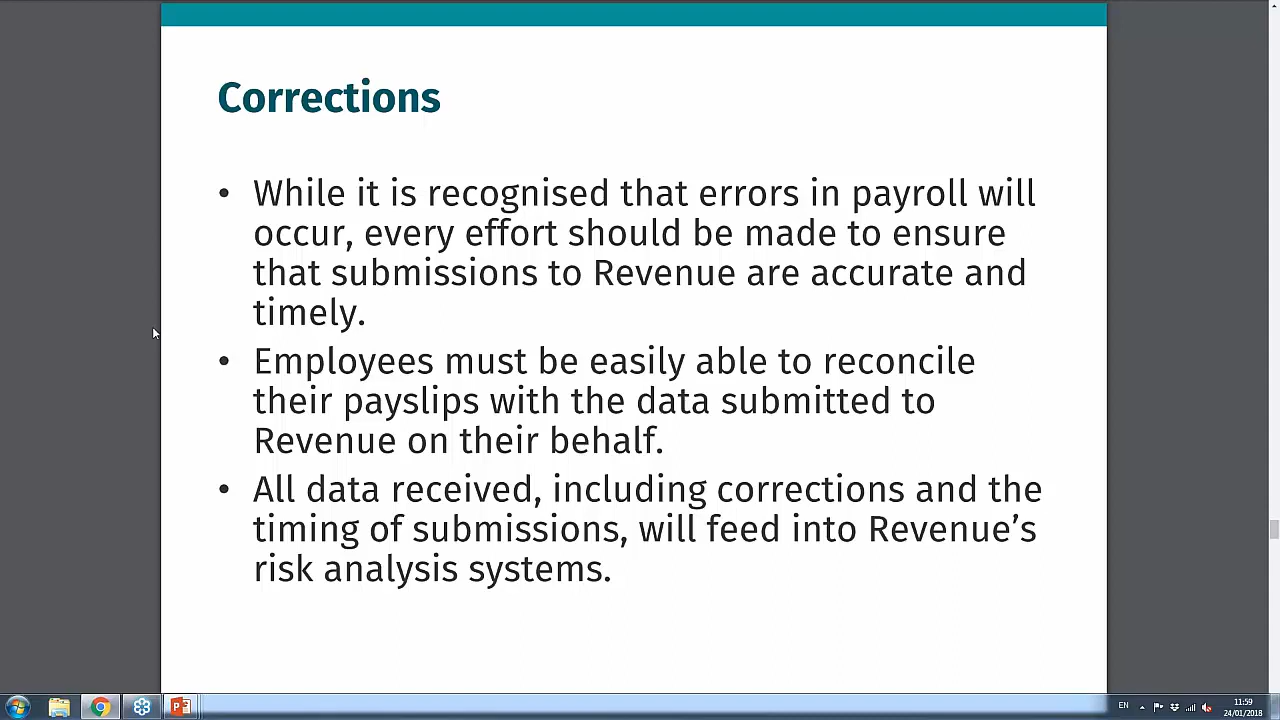 Corrections
• While it is recognised that errors in payroll will
occur, every effort should be made to ensure
that submissions to Revenue are accurate and
timely.
• Employees must be easily able to reconcile
their payslips with the data submitted to
Revenue on their behalf.
• All data received, including corrections and the
timing of submissions, will feed into Revenue’s
risk analysis systems.
EN
11:59
24/01/2018